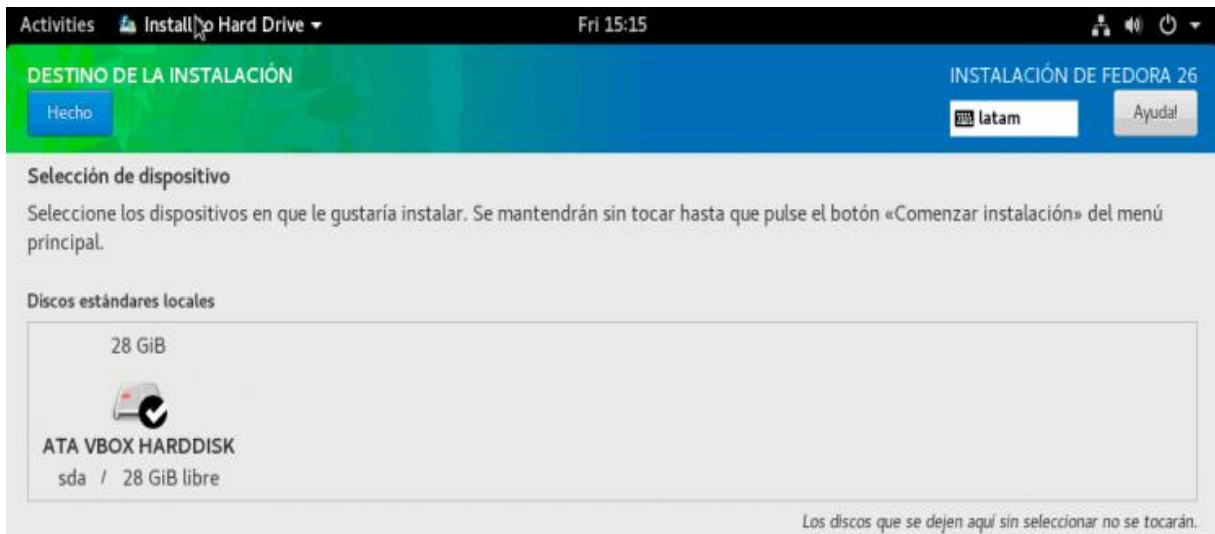 Activities Install to Hard Drive Fri 15:15
DESTINO DE LA INSTALACIÓN INSTALACIÓN DE FEDORA 26
Hecho latam Ayuda!
Selección de dispositivo
Seleccione los dispositivos en que le gustaría instalar. Se mantendrán sin tocar hasta que pulse el botón «Comenzar instalación» del menú
principal.
Discos estándares locales
28 GiB
ATA VBOX HARDDISK
sda / 28 GiB libre
Los discos que se dejen aquí sin seleccionar no se tocarán.